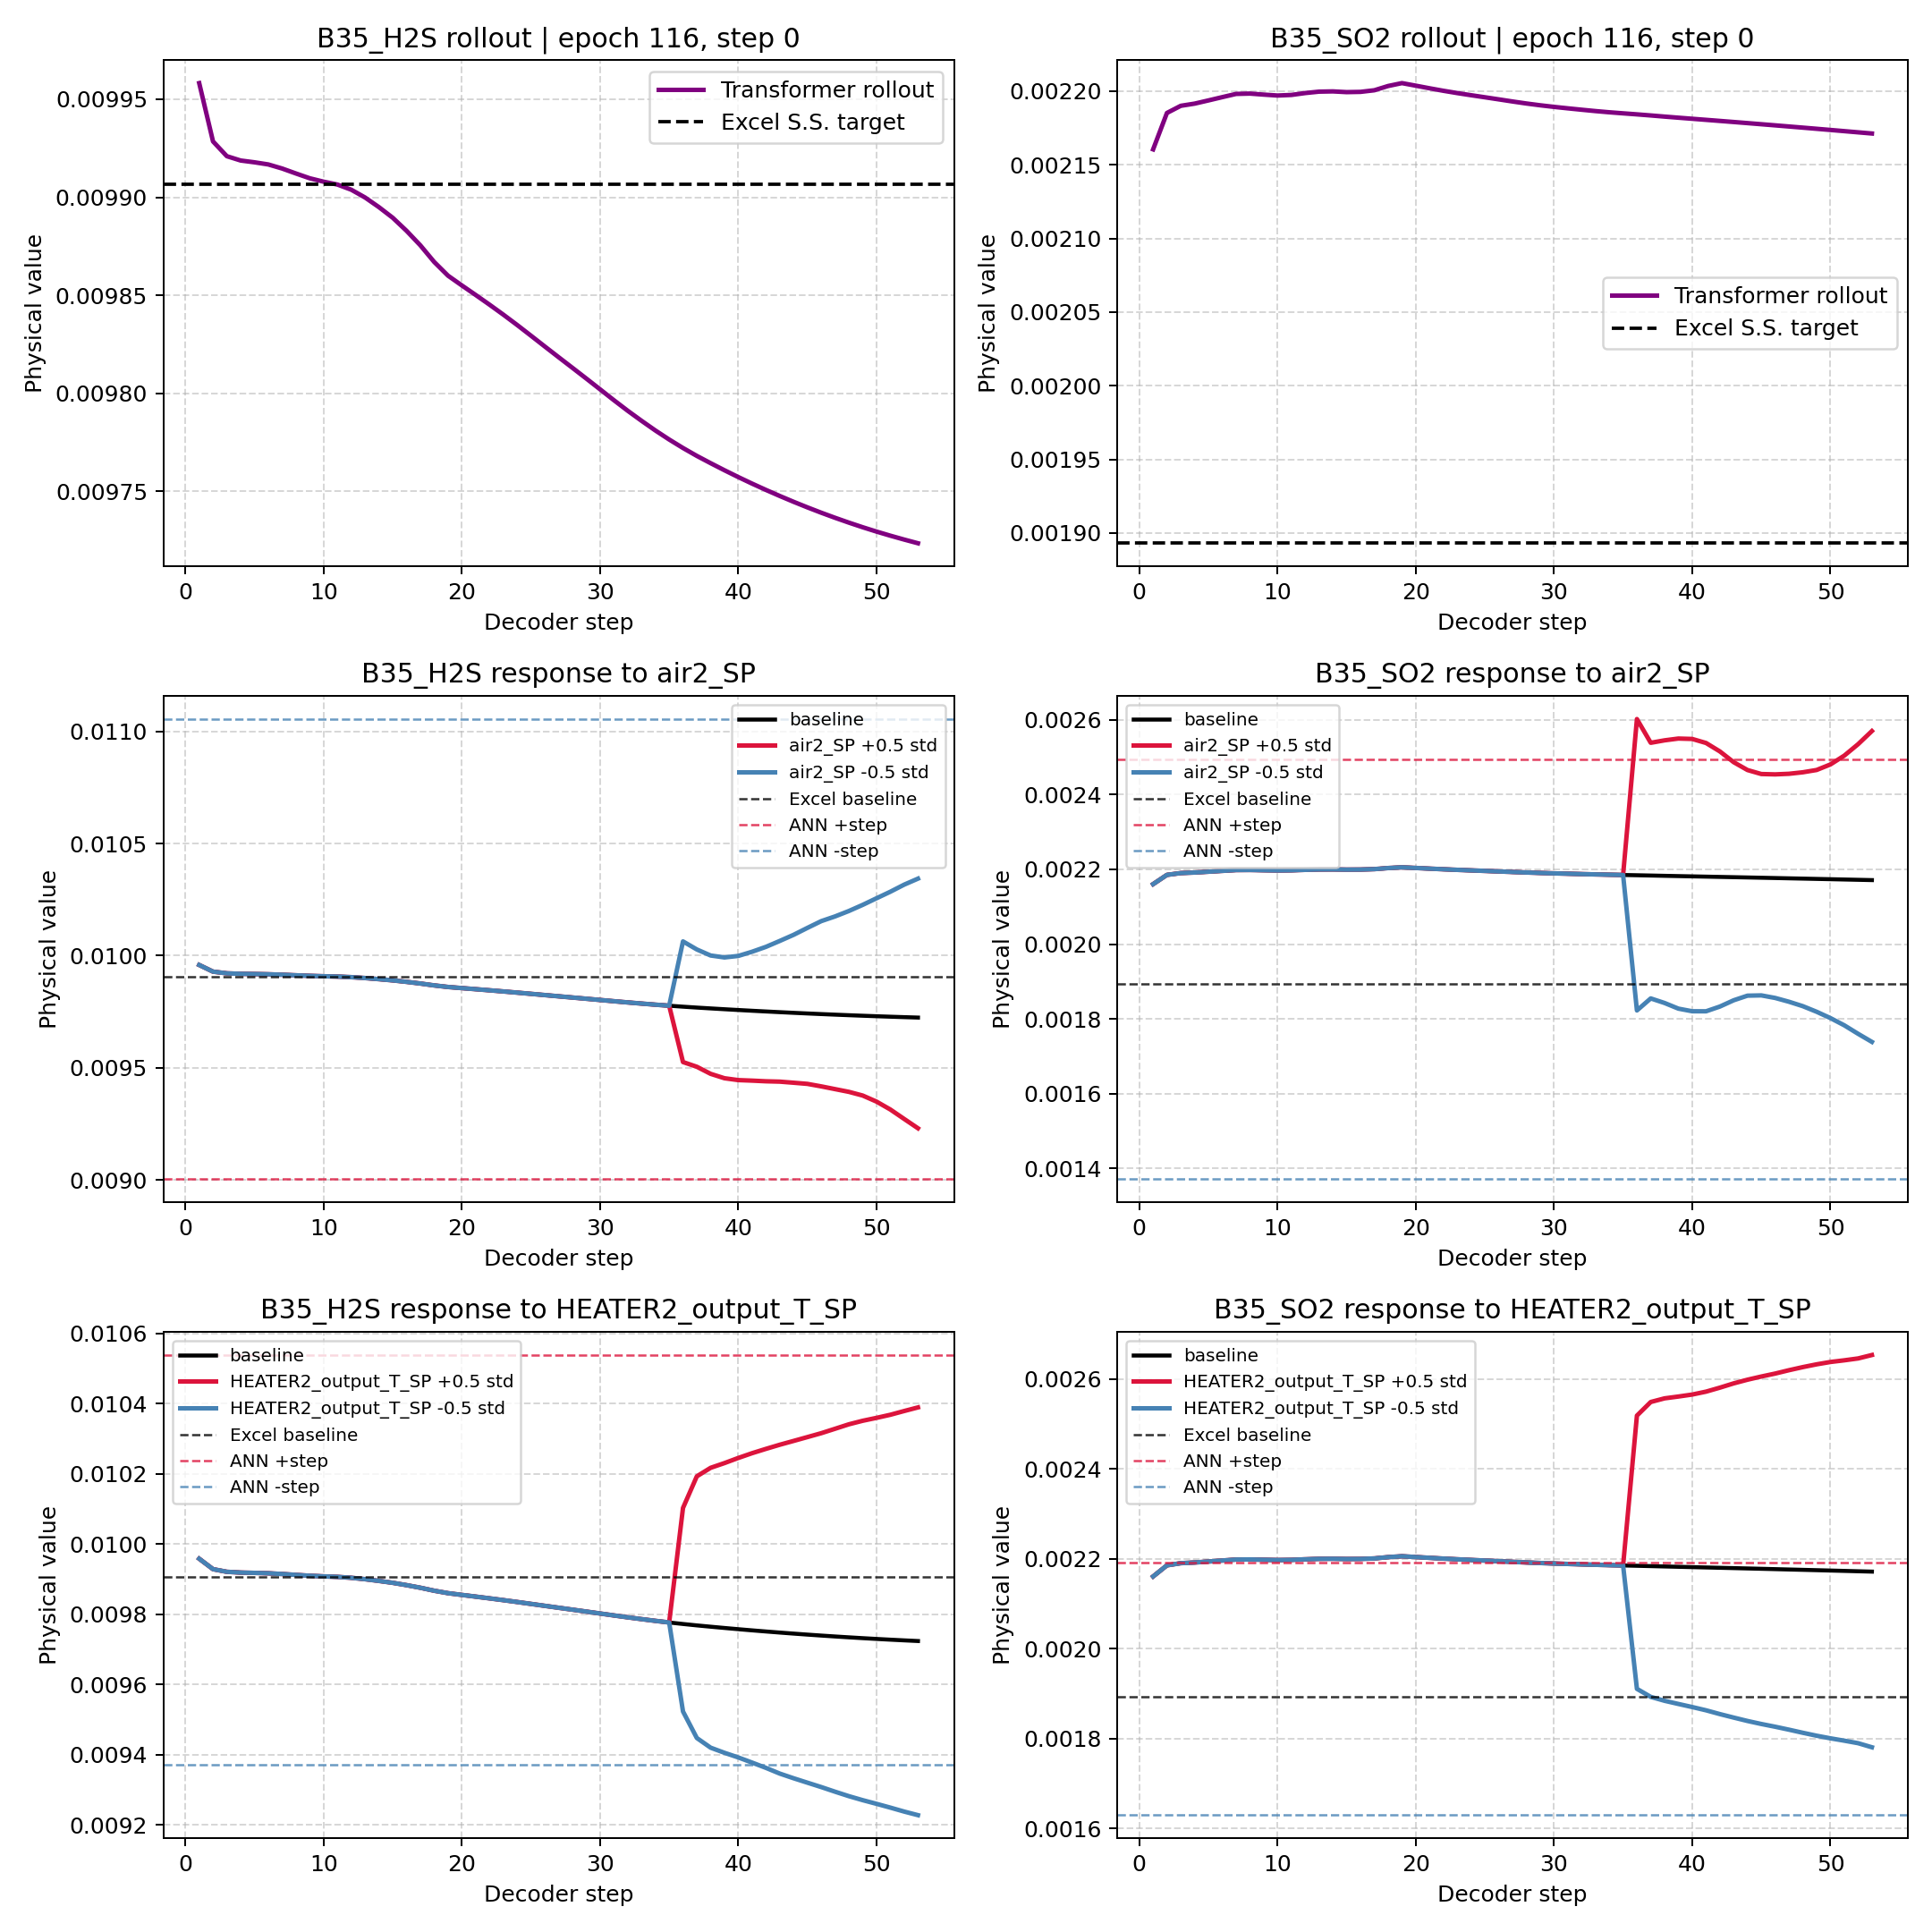 B35_H2S rollout | epoch 116, step 0
Physical value
0.00995
0.00990
0.00985
0.00980
0.00975
Transformer rollout
Excel S.S. target
0 10 20 30 40 50
Decoder step
B35_SO2 rollout | epoch 116, step 0
Physical value
0.00220
0.00215
0.00210
0.00205
0.00200
0.00195
0.00190
Transformer rollout
Excel S.S. target
0 10 20 30 40 50
Decoder step
B35_H2S response to air2_SP
Physical value
0.0110
0.0105
0.0100
0.0095
0.0090
baseline
air2_SP +0.5 std
air2_SP -0.5 std
Excel baseline
ANN +step
ANN -step
0 10 20 30 40 50
Decoder step
B35_SO2 response to air2_SP
Physical value
0.0026
0.0024
0.0022
0.0020
0.0018
0.0016
0.0014
baseline
air2_SP +0.5 std
air2_SP -0.5 std
Excel baseline
ANN +step
ANN -step
0 10 20 30 40 50
Decoder step
B35_H2S response to HEATER2_output_T_SP
Physical value
0.0106
0.0104
0.0102
0.0100
0.0098
0.0096
0.0094
0.0092
baseline
HEATER2_output_T_SP +0.5 std
HEATER2_output_T_SP -0.5 std
Excel baseline
ANN +step
ANN -step
0 10 20 30 40 50
Decoder step
B35_SO2 response to HEATER2_output_T_SP
Physical value
0.0026
0.0024
0.0022
0.0020
0.0018
0.0016
baseline
HEATER2_output_T_SP +0.5 std
HEATER2_output_T_SP -0.5 std
Excel baseline
ANN +step
ANN -step
0 10 20 30 40 50
Decoder step